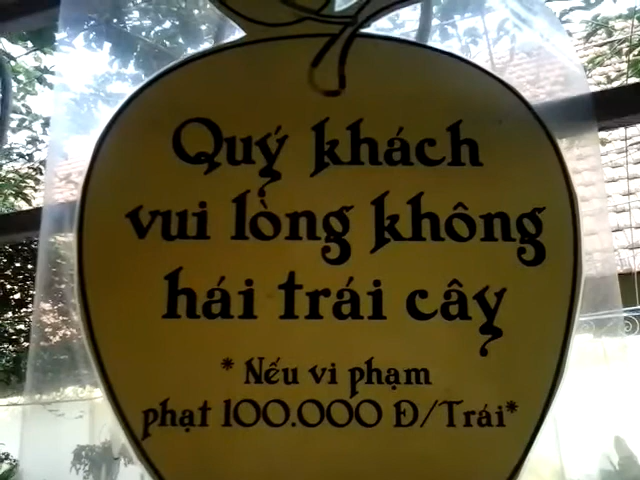 Quý khách
vui lòng không
hái trái cây
* Nếu vi phạm
phạt 100.000 Đ/Trái*